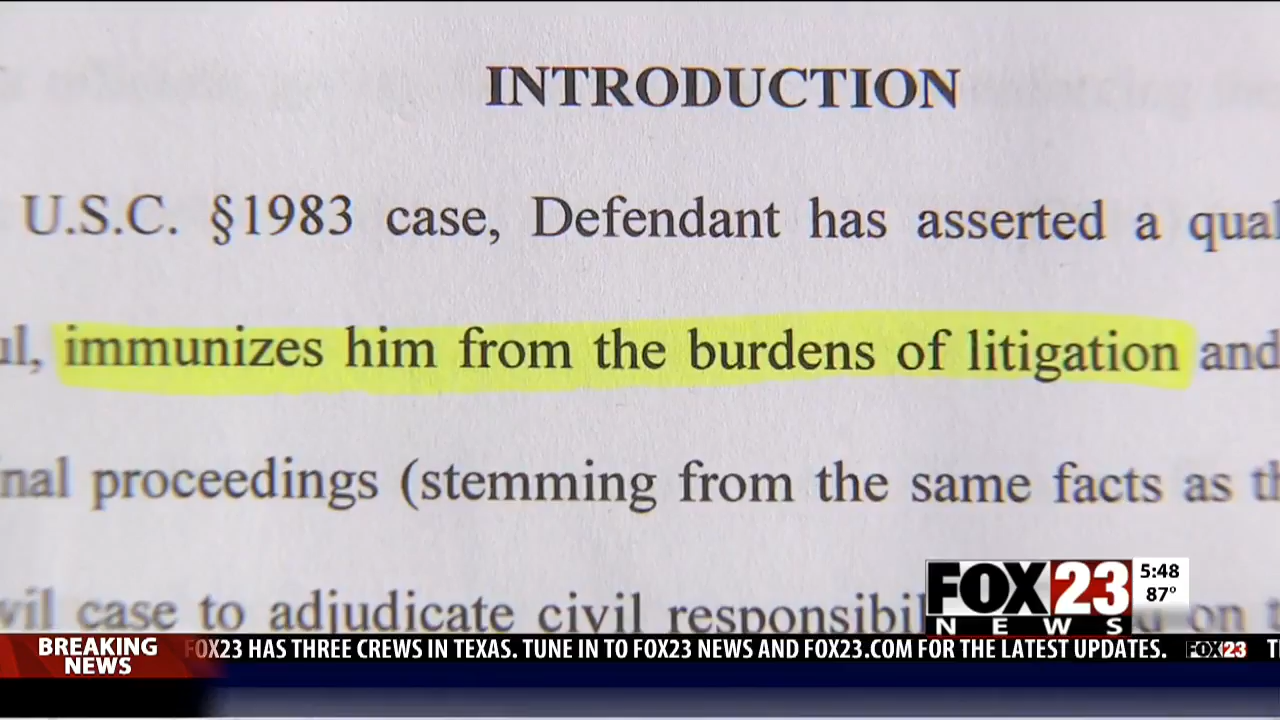 INTRODUCTION
U.S.C. §1983 case, Defendant has asserted a qual
ul, immunizes him from the burdens of litigation and
nal proceedings (stemming from the same facts as th
vil case to adjudicate civil responsibil on t
FOX23
NEWS
5:48
87°
BREAKING
NEWS
FOX23 HAS THREE CREWS IN TEXAS. TUNE IN TO FOX23 NEWS AND FOX23.COM FOR THE LATEST UPDATES. FOX23 T